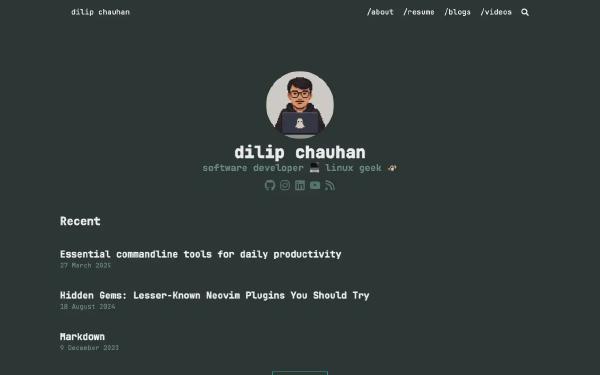 dilip chauhan
/about /resume /blogs /videos
dilip chauhan
software developer linux geek
Recent
Essential commandline tools for daily productivity
27 March 2025
Hidden Gems: Lesser-Known Neovim Plugins You Should Try
18 August 2024
Markdown
9 December 2023